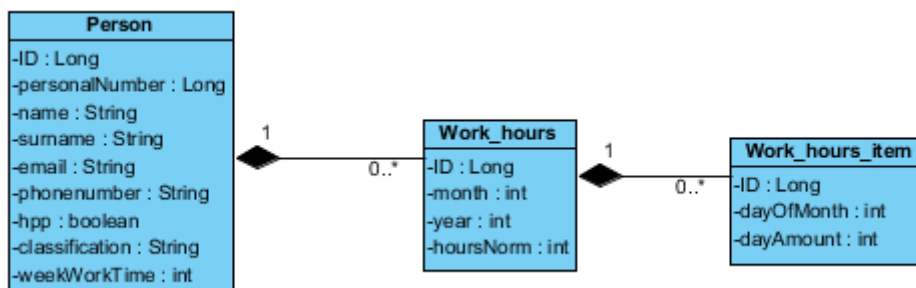 Person
-ID : Long
-personalNumber : Long
-name : String
-surname : String
-email : String
-phonenumber : String
-hpp : boolean
-classification : String
-weekWorkTime : int
1
0..*
Work_hours
-ID : Long
-month : int
-year : int
-hoursNorm : int
1
0..*
Work_hours_item
-ID : Long
-dayOfMonth : int
-dayAmount : int